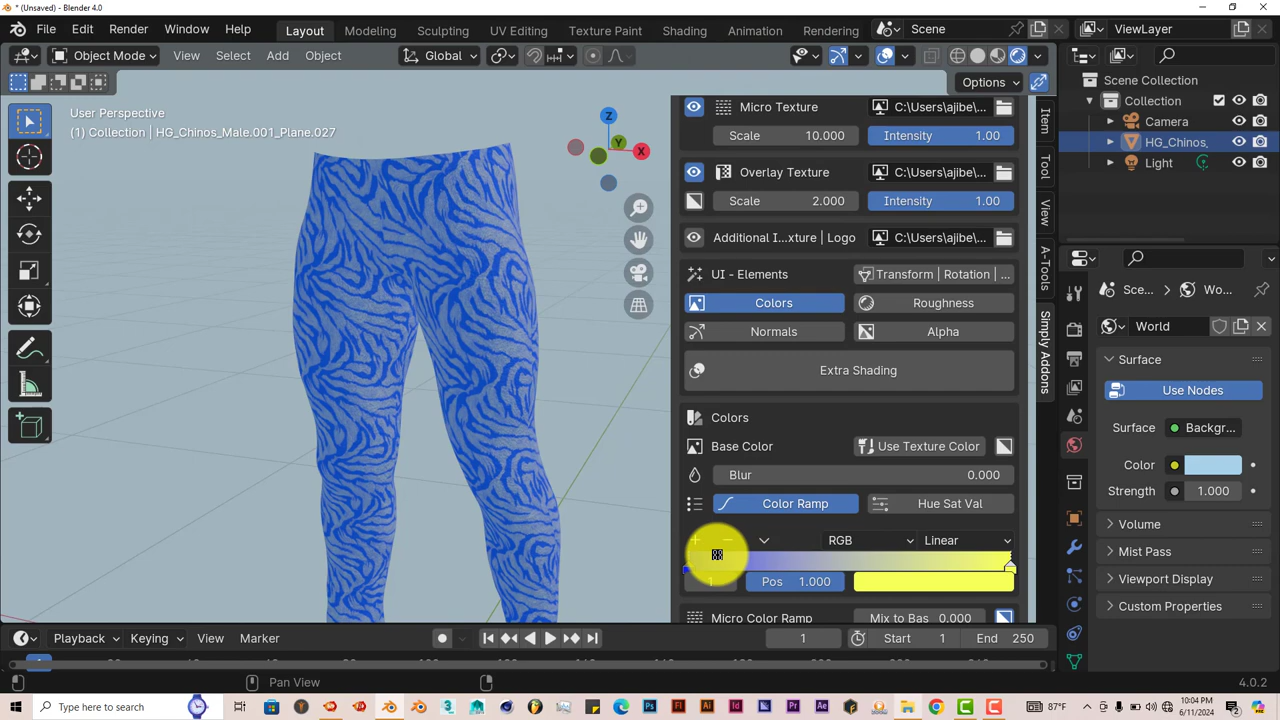 * (Unsaved) - Blender 4.0
File Edit Render Window Help Layout Modeling Sculpting UV Editing Texture Paint Shading Animation Rendering Scene ViewLayer
Object Mode View Select Add Object Global
Options
User Perspective
(1) Collection | HG_Chinos_Male.001_Plane.027
Z
Y
X
Micro Texture C:\Users\ajibe\...
Scale 10.000 Intensity 1.00
Overlay Texture C:\Users\ajibe\...
Scale 2.000 Intensity 1.00
Additional I...xture | Logo C:\Users\ajibe\...
UI - Elements Transform | Rotation | ...
Colors Roughness
Normals Alpha
Extra Shading
Colors
Base Color Use Texture Color
Blur 0.000
Color Ramp Hue Sat Val
RGB Linear
1 Pos 1.000
Micro Color Ramp Mix to Bas 0.000
Item
Tool
View
A-Tools
Simply Addons
Scene Collection
Collection
Camera
HG_Chinos_
Light
Sce... Wo...
World
Surface
Use Nodes
Surface Backgr...
Color
Strength 1.000
Volume
Mist Pass
Viewport Display
Custom Properties
Playback Keying View Marker 1 Start 1 End 250
Pan View 4.0.2
Type here to search 87°F 10:04 PM
6/11/2024